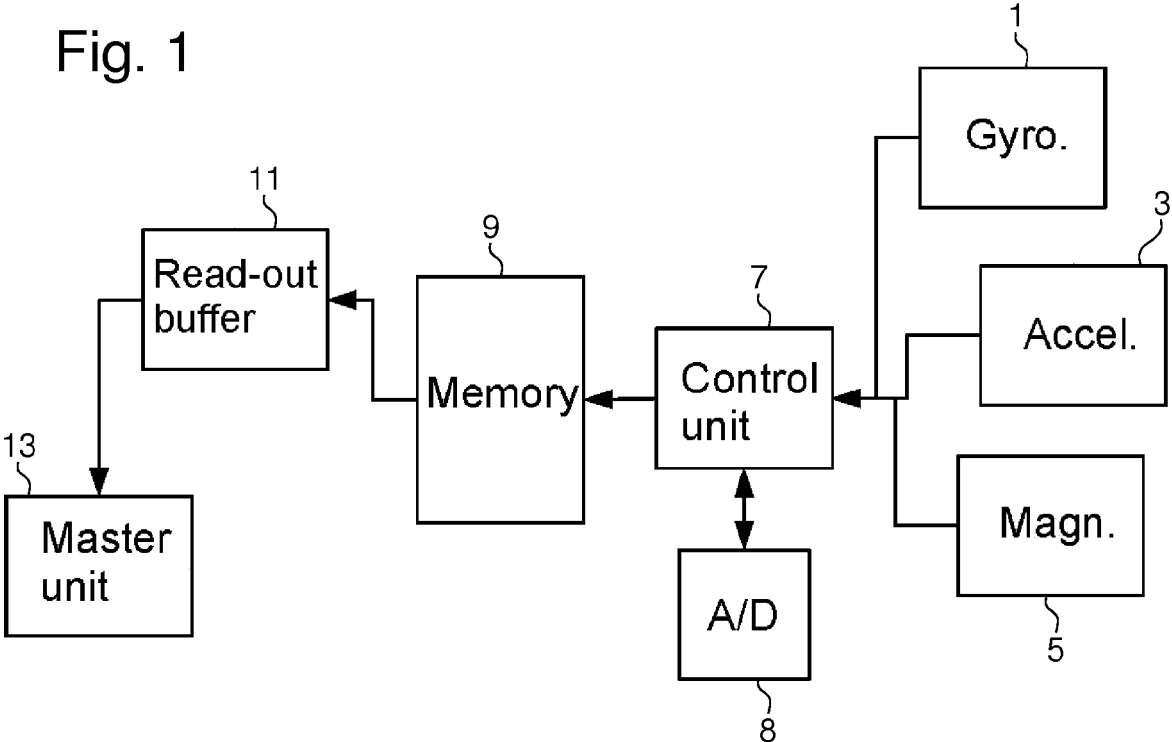 Fig. 1
1
Gyro.
3
Accel.
11
Read-out
buffer
9
Memory
7
Control
unit
13
Master
unit
Magn.
5
A/D
8